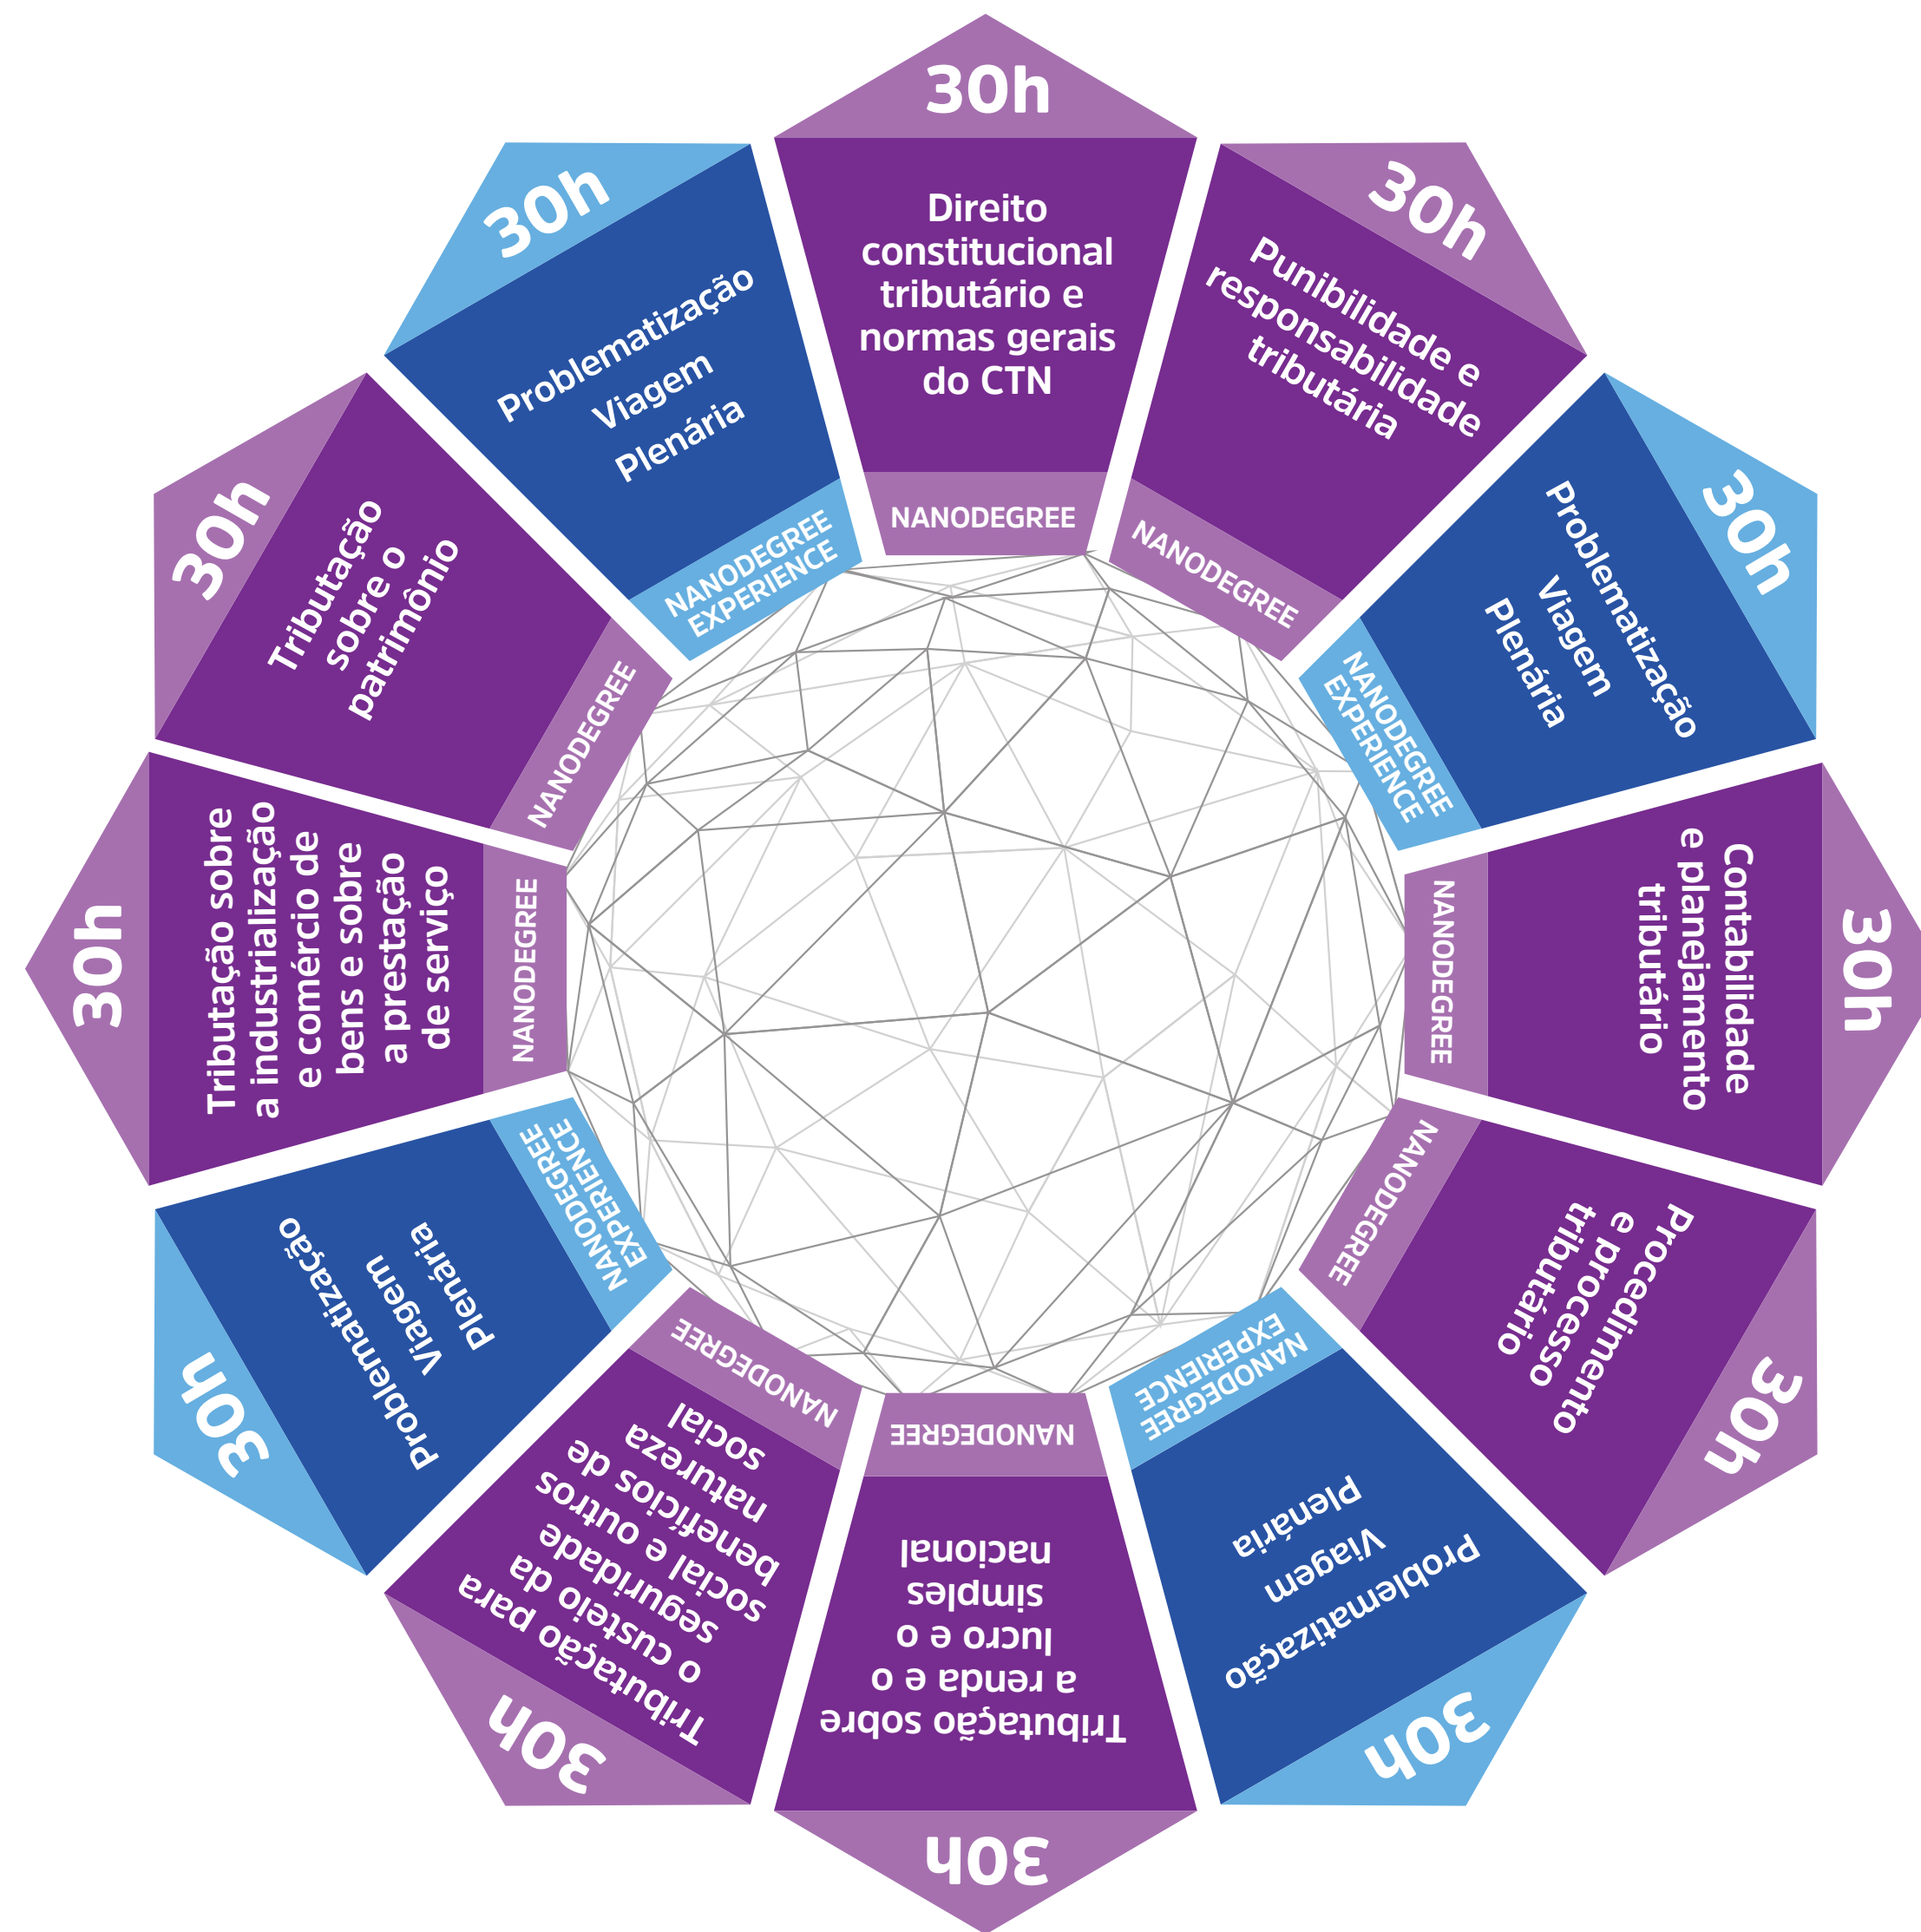 30h
Direito
constitucional
tributário e
normas gerais
do CTN
NANODEGREE
30h
Punibilidade e
responsabilidade
tributária
NANODEGREE
30h
Problematização
Viagem
Plenária
NANODEGREE
EXPERIENCE
30h
Contabilidade
e planejamento
tributário
NANODEGREE
30h
Procedimento
e processo
tributário
NANODEGREE
30h
Problematização
Viagem
Plenária
NANODEGREE
EXPERIENCE
30h
Tributação sobre
a renda e o
lucro e o
simples
nacional
NANODEGREE
30h
Tributação para
o custeio da
seguridade
social e outros
benefícios de
natureza
social
NANODEGREE
30h
Problematização
Viagem
Plenária
NANODEGREE
EXPERIENCE
30h
Tributação sobre
a industrialização
e comércio de
bens e sobre
a prestação
de serviço
NANODEGREE
30h
Tributação
sobre o
patrimônio
NANODEGREE
30h
Problematização
Viagem
Plenária
NANODEGREE
EXPERIENCE